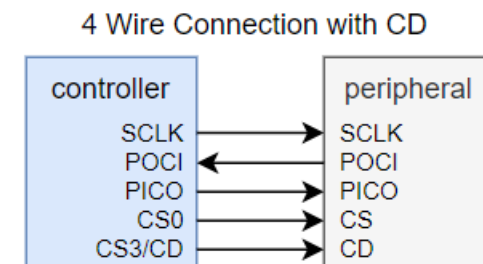 4 Wire Connection with CD
controller peripheral
SCLK SCLK
POCI POCI
PICO PICO
CS0 CS
CS3/CD CD